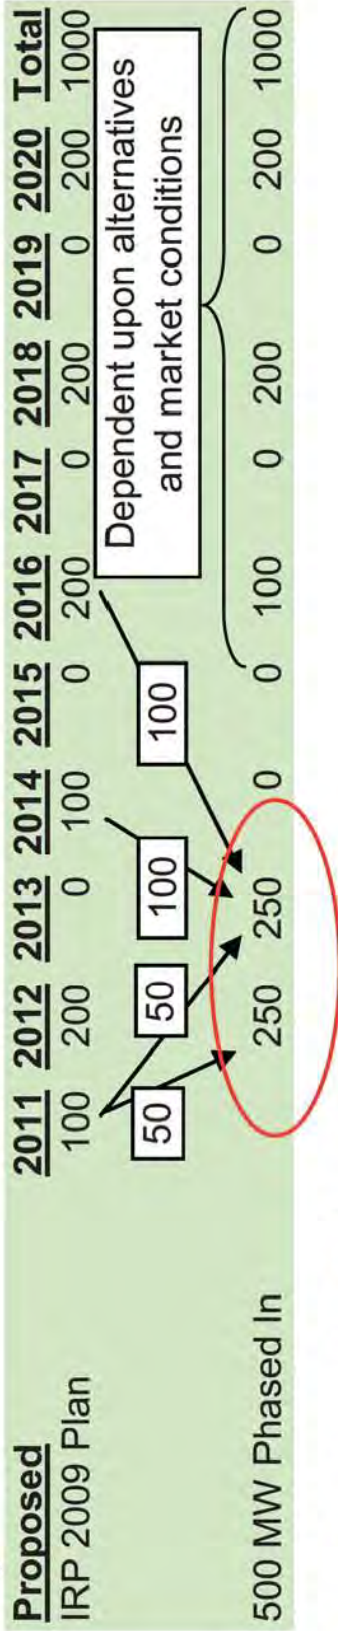 Proposed 2011 2012 2013 2014 2015 2016 2017 2018 2019 2020 Total
IRP 2009 Plan 100 200 0 100 0 200 0 200 0 200 1000
50 50 100 100
Dependent upon alternatives
and market conditions
500 MW Phased In 250 250 0 0 100 0 200 0 200 1000